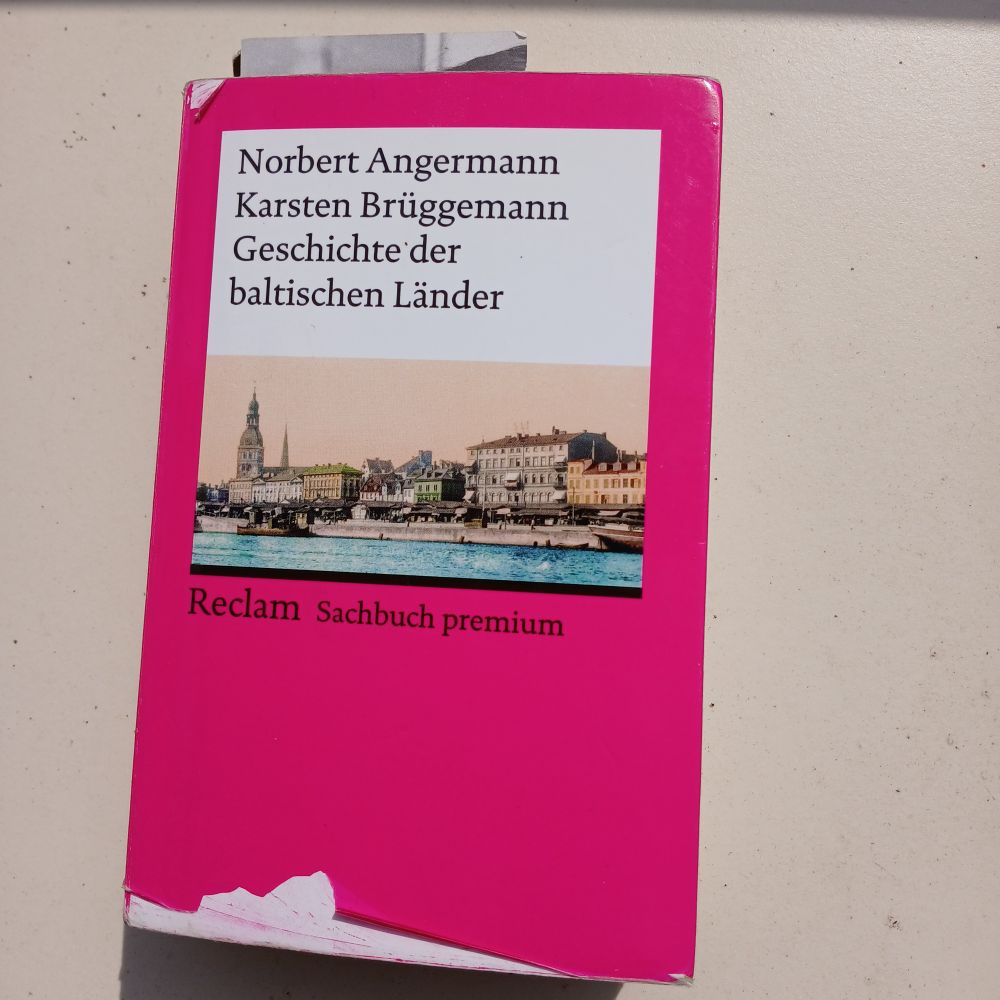 Norbert Angermann
Karsten Brüggemann
Geschichte der
baltischen Länder
Reclam Sachbuch premium